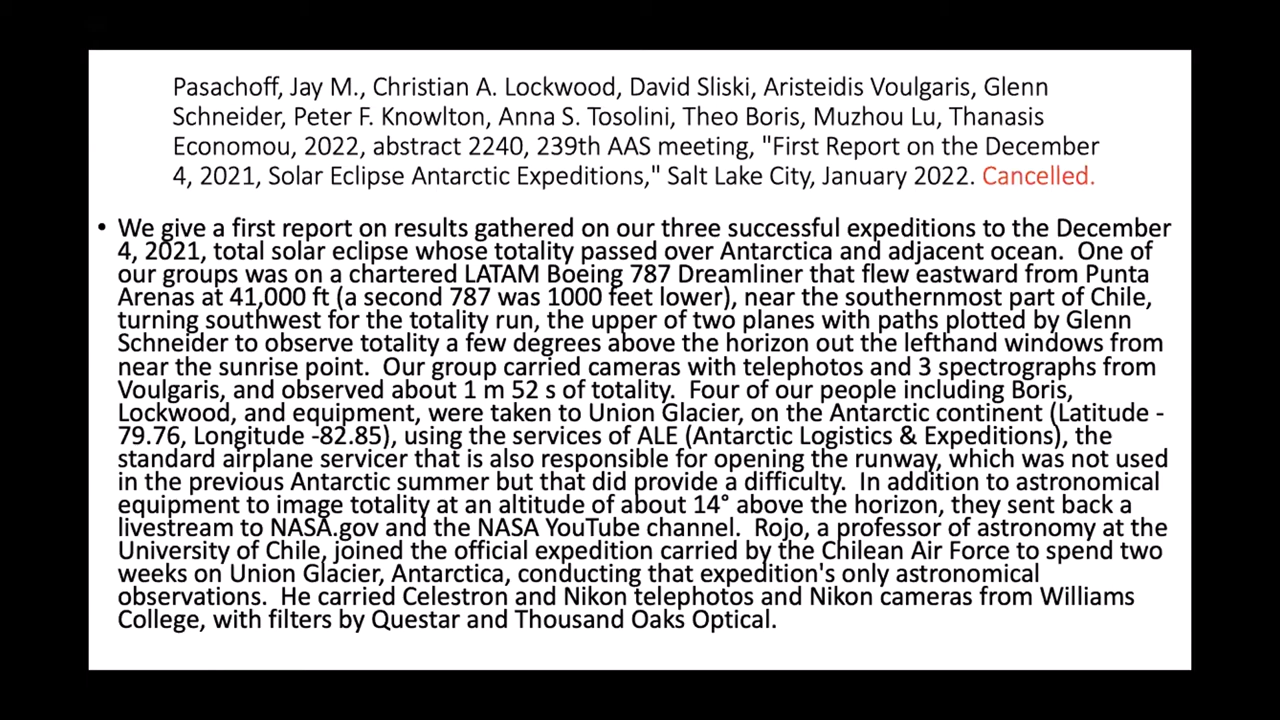 Pasachoff, Jay M., Christian A. Lockwood, David Sliski, Aristeidis Voulgaris, Glenn
Schneider, Peter F. Knowlton, Anna S. Tosolini, Theo Boris, Muzhou Lu, Thanasis
Economou, 2022, abstract 2240, 239th AAS meeting, "First Report on the December
4, 2021, Solar Eclipse Antarctic Expeditions," Salt Lake City, January 2022. Cancelled.
• We give a first report on results gathered on our three successful expeditions to the December
4, 2021, total solar eclipse whose totality passed over Antarctica and adjacent ocean. One of
our groups was on a chartered LATAM Boeing 787 Dreamliner that flew eastward from Punta
Arenas at 41,000 ft (a second 787 was 1000 feet lower), near the southernmost part of Chile,
turning southwest for the totality run, the upper of two planes with paths plotted by Glenn
Schneider to observe totality a few degrees above the horizon out the lefthand windows from
near the sunrise point. Our group carried cameras with telephotos and 3 spectrographs from
Voulgaris, and observed about 1 m 52 s of totality. Four of our people including Boris,
Lockwood, and equipment, were taken to Union Glacier, on the Antarctic continent (Latitude -
79.76, Longitude -82.85), using the services of ALE (Antarctic Logistics & Expeditions), the
standard airplane servicer that is also responsible for opening the runway, which was not used
in the previous Antarctic summer but that did provide a difficulty. In addition to astronomical
equipment to image totality at an altitude of about 14° above the horizon, they sent back a
livestream to NASA.gov and the NASA YouTube channel. Rojo, a professor of astronomy at the
University of Chile, joined the official expedition carried by the Chilean Air Force to spend two
weeks on Union Glacier, Antarctica, conducting that expedition's only astronomical
observations. He carried Celestron and Nikon telephotos and Nikon cameras from Williams
College, with filters by Questar and Thousand Oaks Optical.